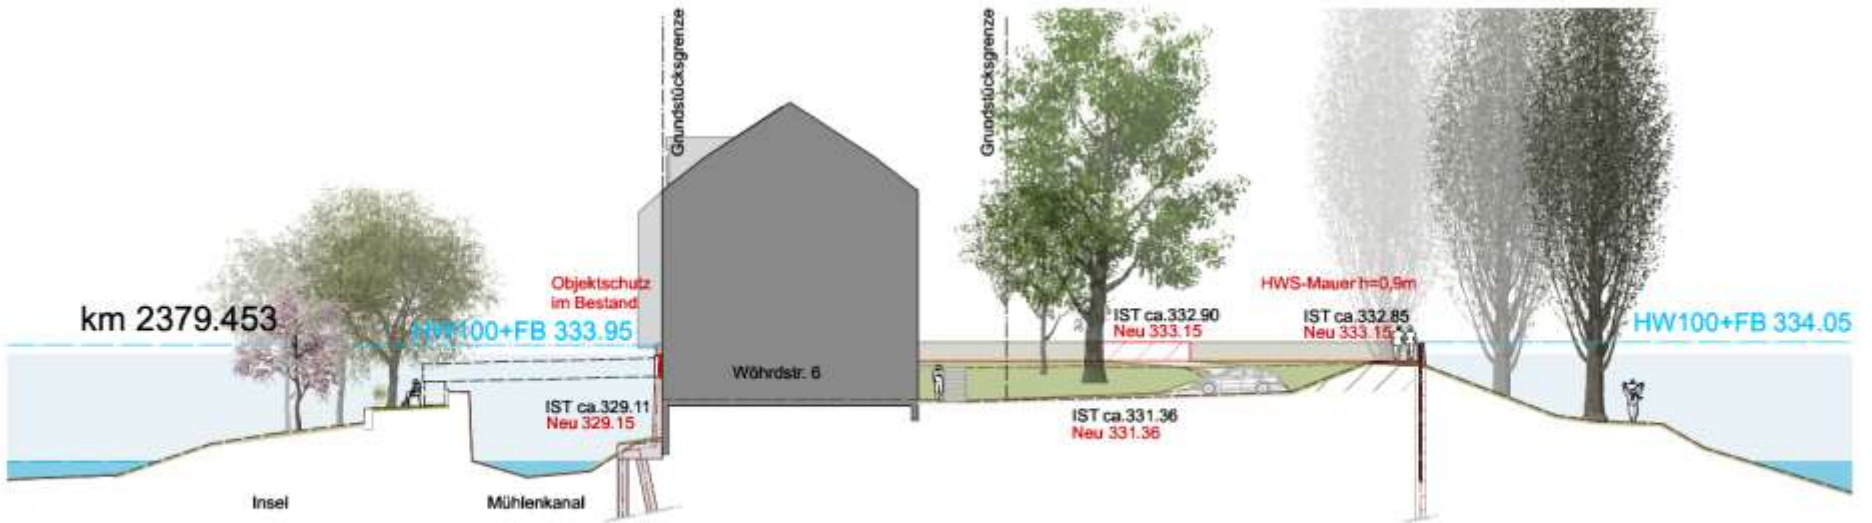 Grundstücksgrenze
Grundstücksgrenze
Objektschutz
im Bestand
HWS-Mauer h=0,9m
km 2379.453
HW100+FB 333.95
IST ca.332.90
Neu 333.15
IST ca.332.85
Neu 333.15
HW100+FB 334.05
Wöhrdstr. 6
IST ca.329.11
Neu 329.15
IST ca.331.36
Neu 331.36
Insel
Mühlenkanal